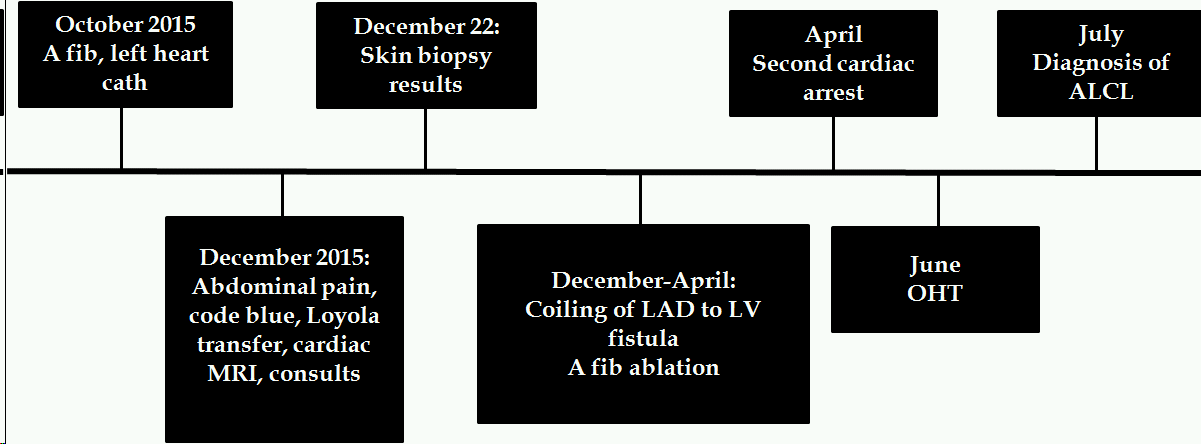 October 2015
A fib, left heart
cath
December 2015:
Abdominal pain,
code blue, Loyola
transfer, cardiac
MRI, consults
December 22:
Skin biopsy
results
December-April:
Coiling of LAD to LV
fistula
A fib ablation
April
Second cardiac
arrest
June
OHT
July
Diagnosis of
ALCL